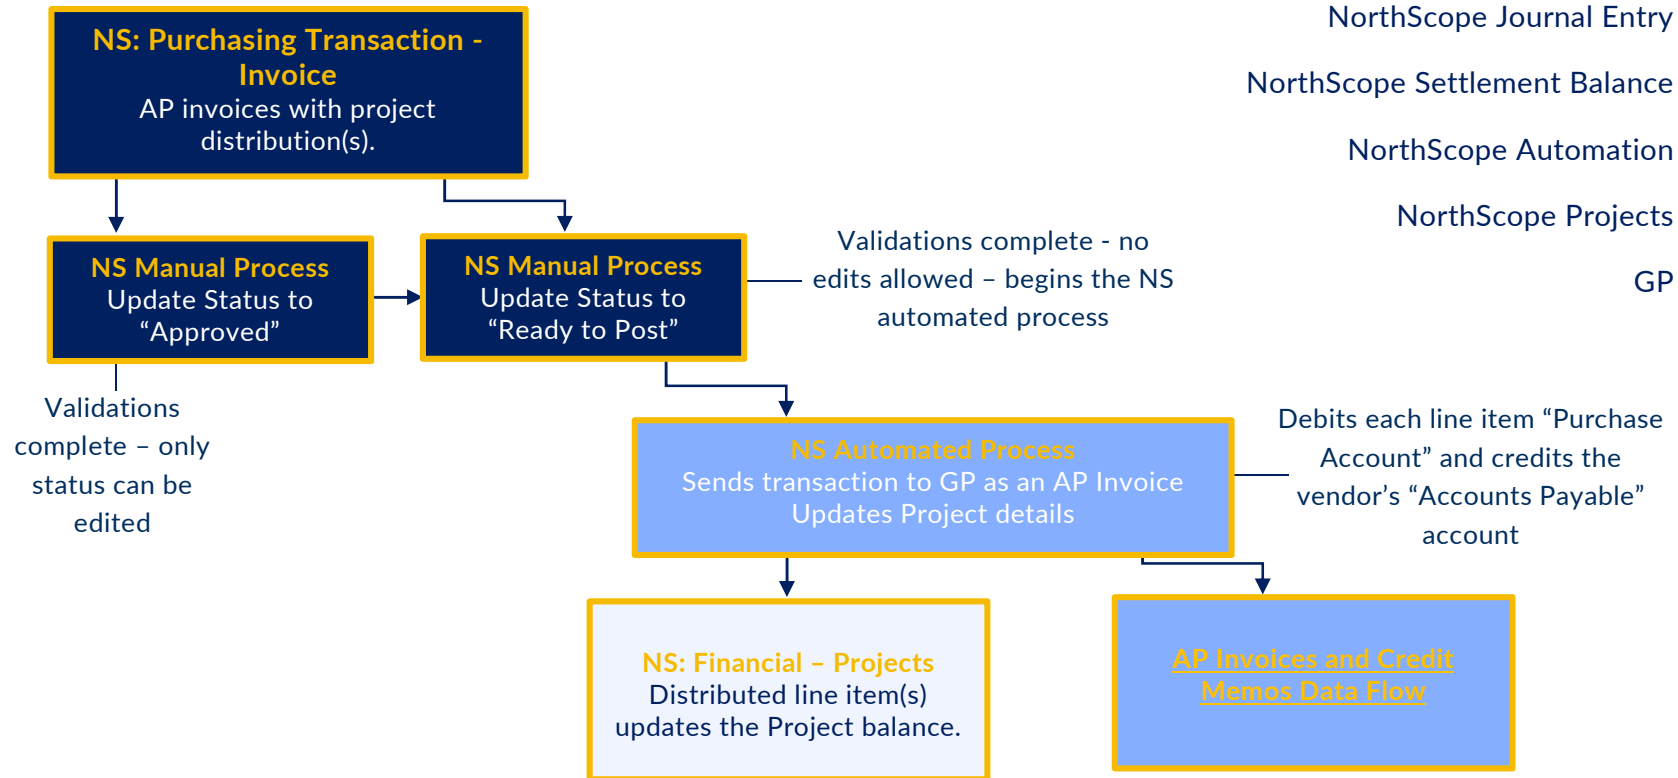 NS: Purchasing Transaction -
Invoice
AP invoices with project
distribution(s).
NorthScope Journal Entry
NorthScope Settlement Balance
NorthScope Automation
NorthScope Projects
GP
NS Manual Process
Update Status to
“Approved”
NS Manual Process
Update Status to
“Ready to Post”
Validations complete - no
edits allowed – begins the NS
automated process
Validations
complete – only
status can be
edited
NS Automated Process
Sends transaction to GP as an AP Invoice
Updates Project details
Debits each line item “Purchase
Account” and credits the
vendor’s “Accounts Payable”
account
NS: Financial – Projects
Distributed line item(s)
updates the Project balance.
AP Invoices and Credit
Memos Data Flow